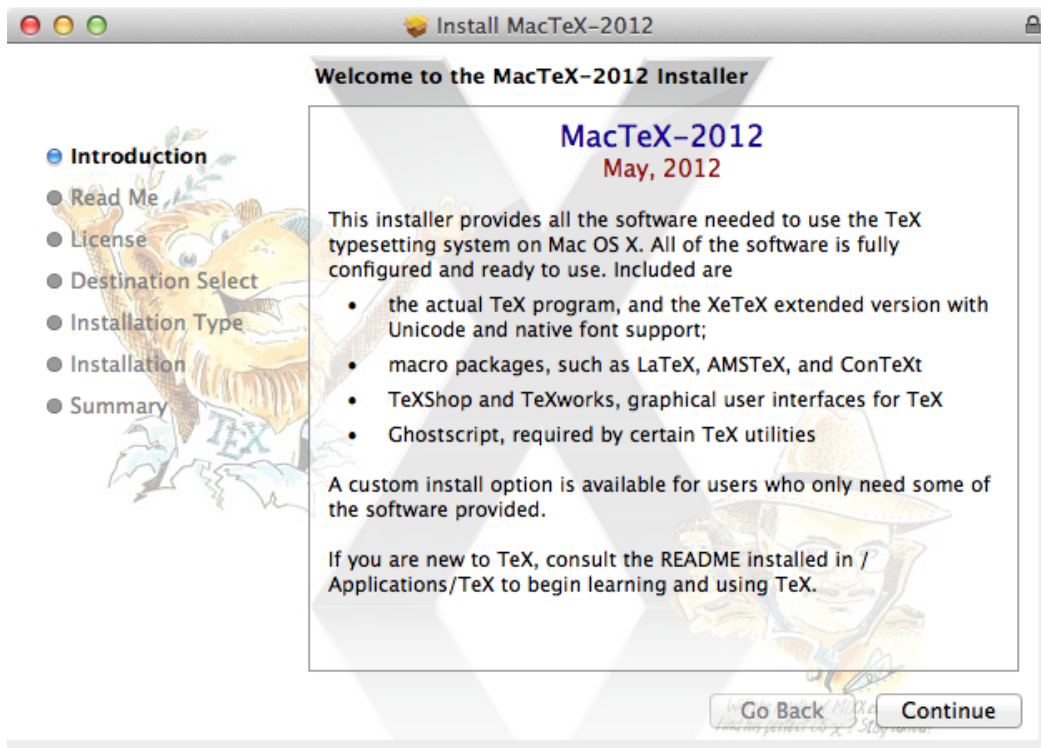 Install MacTeX-2012
Welcome to the MacTeX-2012 Installer
Introduction
Read Me
License
Destination Select
Installation Type
Installation
Summary
TEX
MacTeX-2012
May, 2012
This installer provides all the software needed to use the TeX
typesetting system on Mac OS X. All of the software is fully
configured and ready to use. Included are
• the actual TeX program, and the XeTeX extended version with
Unicode and native font support;
• macro packages, such as LaTeX, AMSTeX, and ConTeXt
• TeXShop and TeXworks, graphical user interfaces for TeX
• Ghostscript, required by certain TeX utilities
A custom install option is available for users who only need some of
the software provided.
If you are new to TeX, consult the README installed in /
Applications/TeX to begin learning and using TeX.
Go Back
Continue